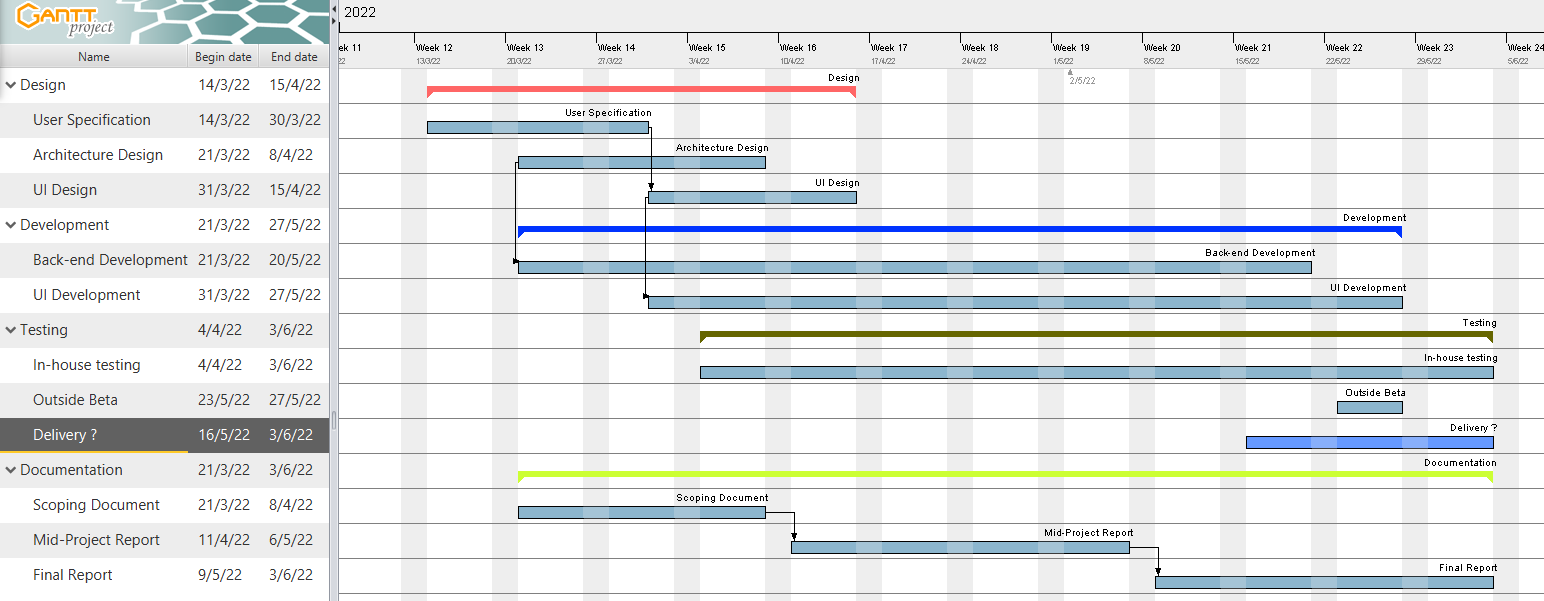 GANTT
project
2022
Name Begin date End date
ek 11 Week 12 Week 13 Week 14 Week 15 Week 16 Week 17 Week 18 Week 19 Week 20 Week 21 Week 22 Week 23 Week 24
22 13/3/22 20/3/22 27/3/22 3/4/22 10/4/22 17/4/22 24/4/22 1/5/22 8/5/22 15/5/22 22/5/22 29/5/22 5/6/22
2/5/22
Design 14/3/22 15/4/22 Design
User Specification 14/3/22 30/3/22 User Specification
Architecture Design 21/3/22 8/4/22 Architecture Design
UI Design 31/3/22 15/4/22 UI Design
Development 21/3/22 27/5/22 Development
Back-end Development 21/3/22 20/5/22 Back-end Development
UI Development 31/3/22 27/5/22 UI Development
Testing 4/4/22 3/6/22 Testing
In-house testing 4/4/22 3/6/22 In-house testing
Outside Beta 23/5/22 27/5/22 Outside Beta
Delivery ? 16/5/22 3/6/22 Delivery ?
Documentation 21/3/22 3/6/22 Documentation
Scoping Document 21/3/22 8/4/22 Scoping Document
Mid-Project Report 11/4/22 6/5/22 Mid-Project Report
Final Report 9/5/22 3/6/22 Final Report